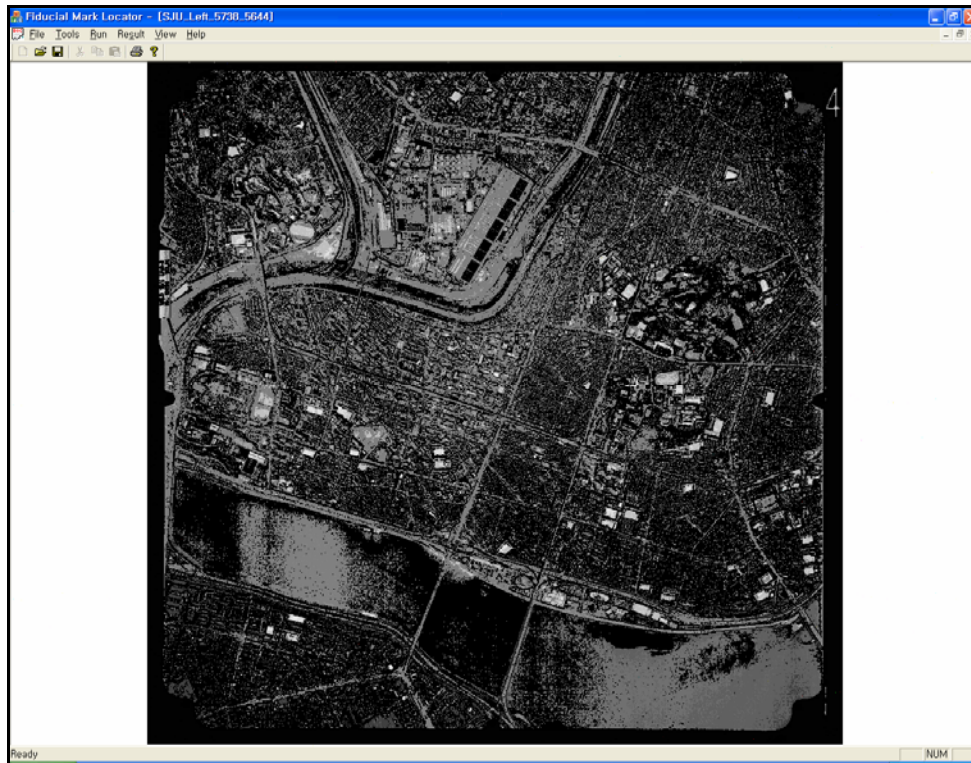 Fiducial Mark Locator - [SJU_Left_5738_5644]
File Tools Run Result View Help
4
Ready NUM